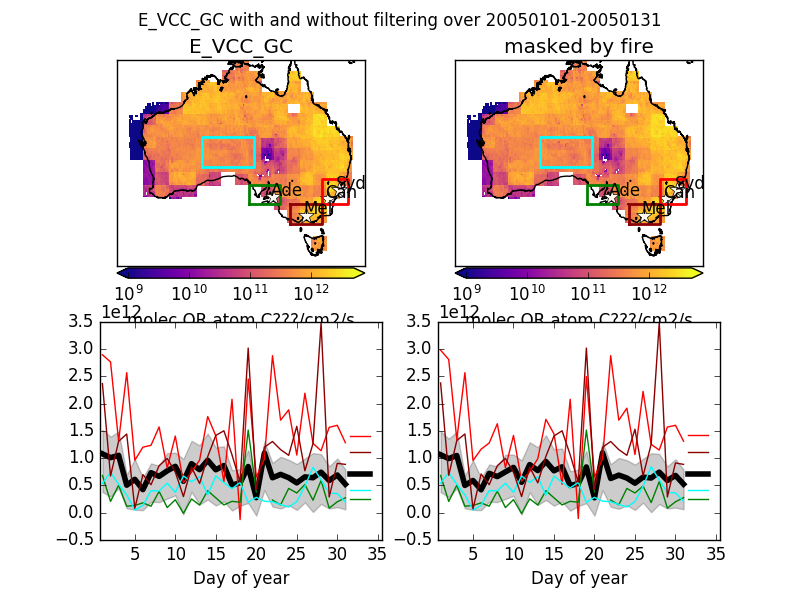 E_VCC_GC with and without filtering over 20050101-20050131
E_VCC_GC
masked by fire
Ade
Syd
Can
Mel
Ade
Syd
Can
Mel
10^9 10^10 10^11 10^12
10^9 10^10 10^11 10^12
molec OR atom C???/cm2/s
molec OR atom C???/cm2/s
1e12
1e12
3.5
3.0
2.5
2.0
1.5
1.0
0.5
0.0
−0.5
5 10 15 20 25 30 35
Day of year
3.5
3.0
2.5
2.0
1.5
1.0
0.5
0.0
−0.5
5 10 15 20 25 30 35
Day of year